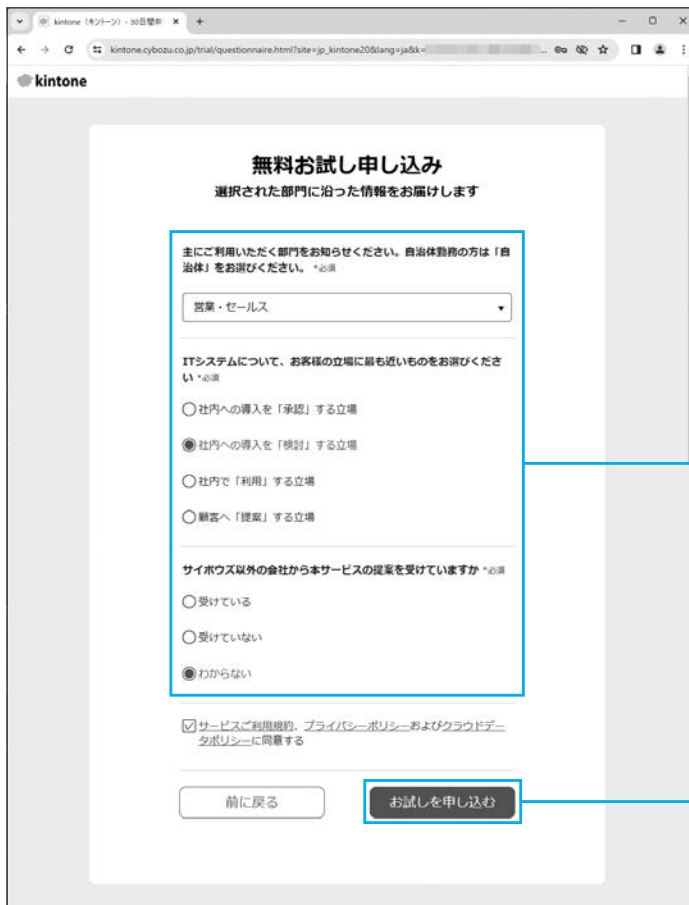 kintone（キントーン）- 30日間無
kintone.cybozu.co.jp/trial/questionnaire.html?site=jp_kintone20&lang=ja&k=
kintone
無料お試し申し込み
選択された部門に沿った情報をお届けします
主にご利用いただく部門をお知らせください。自治体勤務の方は「自
治体」をお選びください。 *必須
営業・セールス
ITシステムについて、お客様の立場に最も近いものをお選びくださ
い *必須
社内への導入を「承認」する立場
社内への導入を「検討」する立場
社内で「利用」する立場
顧客へ「提案」する立場
サイボウズ以外の会社から本サービスの提案を受けていますか *必須
受けている
受けていない
わからない
サービスご利用規約、プライバシーポリシーおよびクラウドデー
タポリシーに同意する
前に戻る
お試しを申し込む